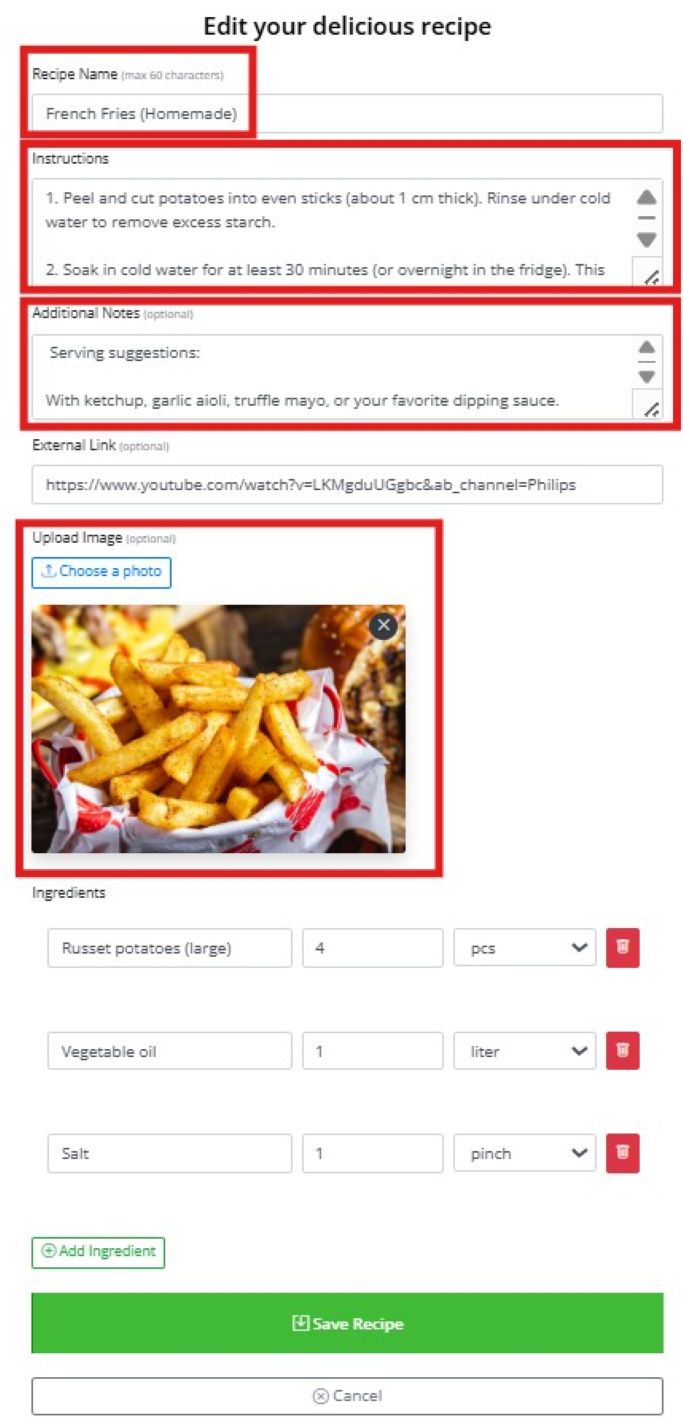 Edit your delicious recipe
Recipe Name (max 60 characters)
French Fries (Homemade)
Instructions
1. Peel and cut potatoes into even sticks (about 1 cm thick). Rinse under cold
water to remove excess starch.
2. Soak in cold water for at least 30 minutes (or overnight in the fridge). This
Additional Notes (optional)
Serving suggestions:
With ketchup, garlic aioli, truffle mayo, or your favorite dipping sauce.
External Link (optional)
https://www.youtube.com/watch?v=LKMgduUGgbc&ab_channel=Philips
Upload Image (optional)
Choose a photo
Ingredients
Russet potatoes (large) 4 pcs
Vegetable oil 1 liter
Salt 1 pinch
Add Ingredient
Save Recipe
Cancel